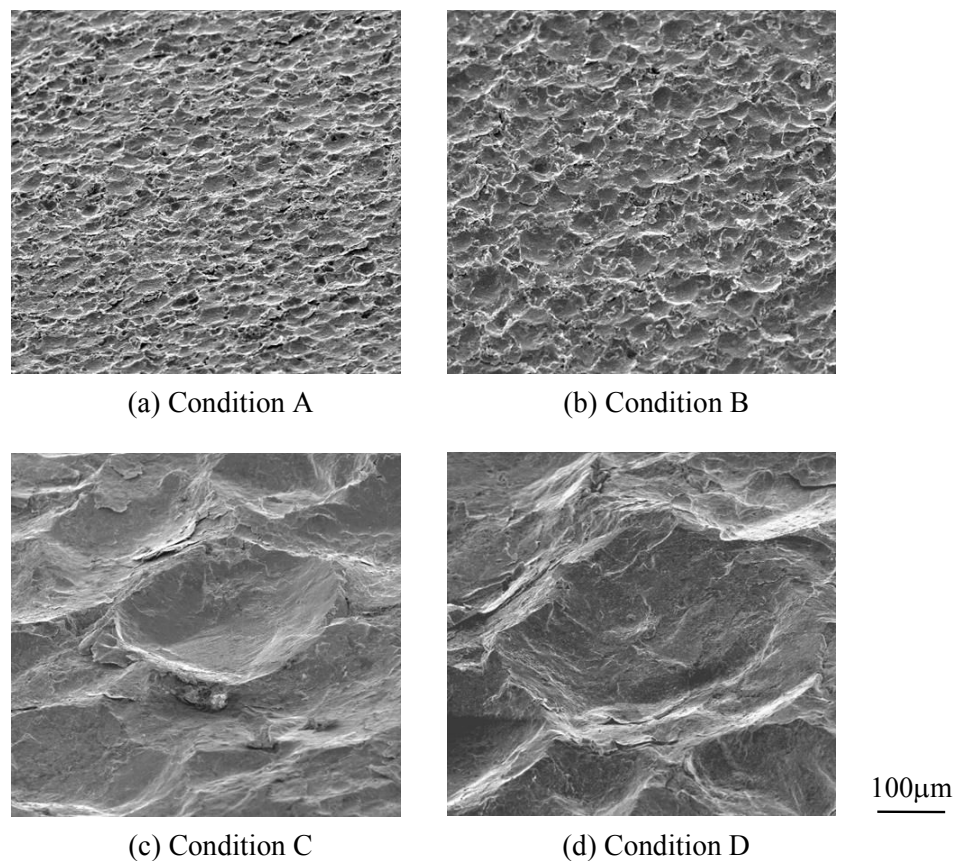 (a) Condition A
(b) Condition B
(c) Condition C
(d) Condition D
100μm